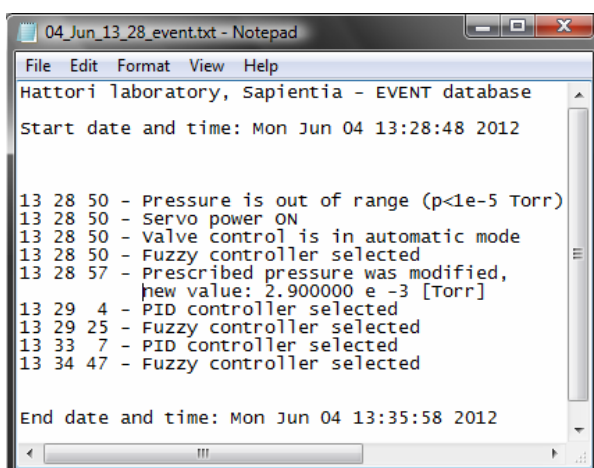 04_Jun_13_28_event.txt - Notepad
File Edit Format View Help
Hattori laboratory, Sapientia - EVENT database
Start date and time: Mon Jun 04 13:28:48 2012
13 28 50 - Pressure is out of range (p<1e-5 Torr)
13 28 50 - Servo power ON
13 28 50 - Valve control is in automatic mode
13 28 50 - Fuzzy controller selected
13 28 57 - Prescribed pressure was modified,
new value: 2.900000 e -3 [Torr]
13 29 4 - PID controller selected
13 29 25 - Fuzzy controller selected
13 33 7 - PID controller selected
13 34 47 - Fuzzy controller selected
End date and time: Mon Jun 04 13:35:58 2012